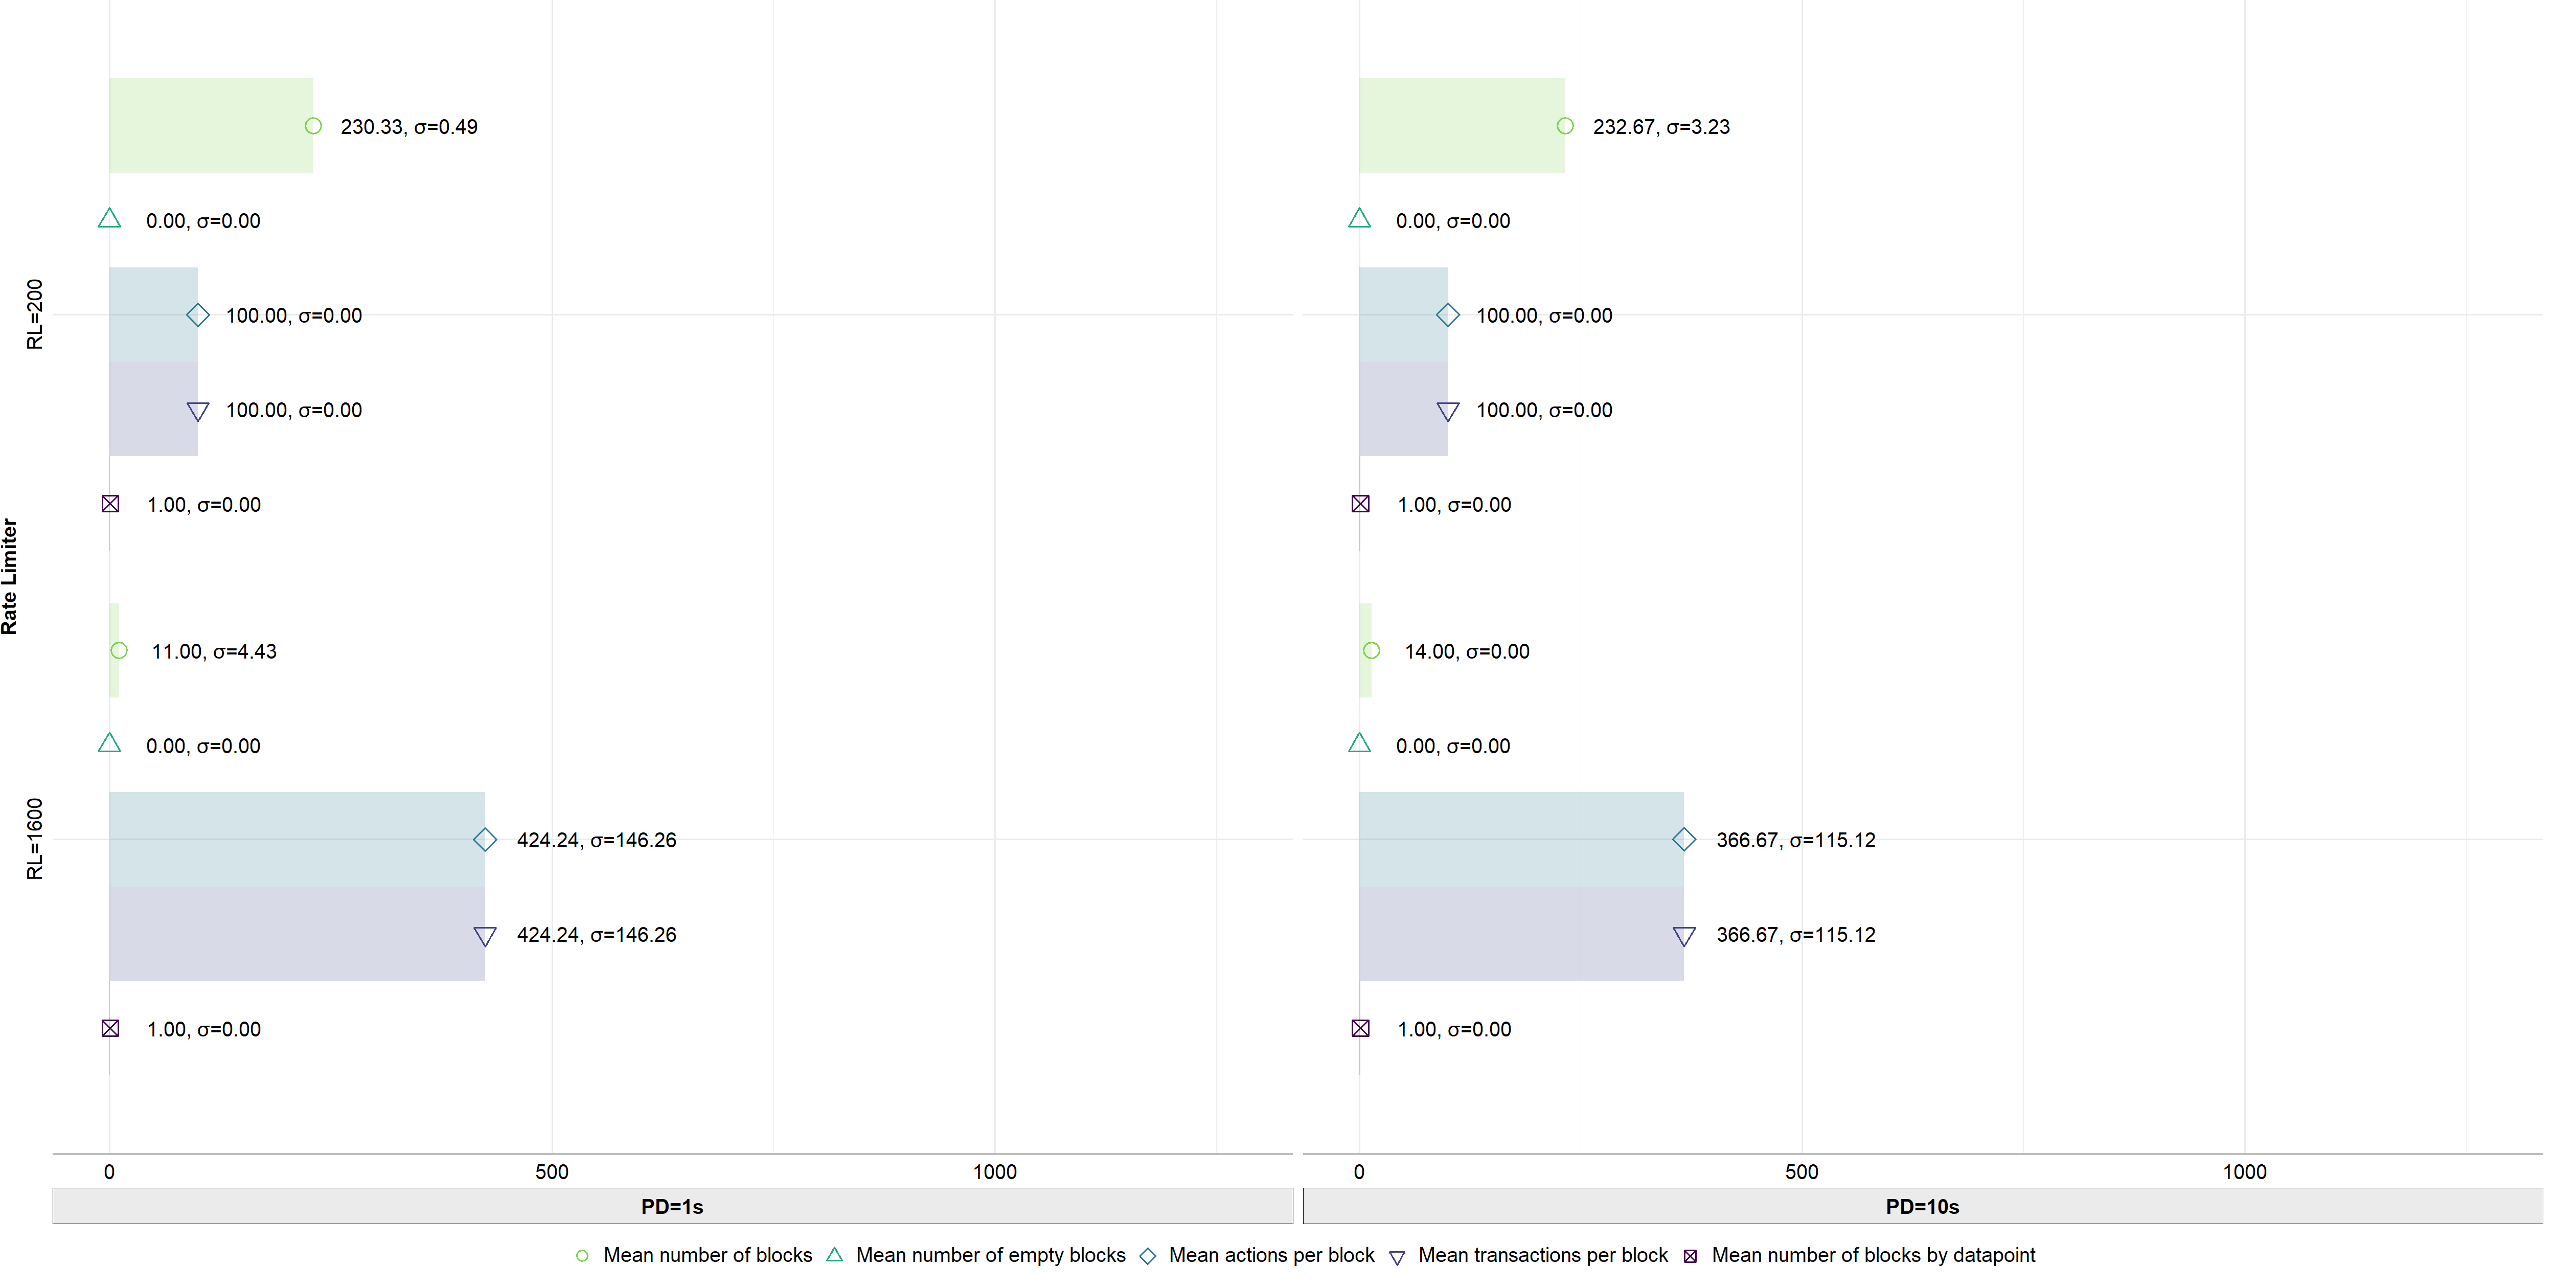 230.33, σ=0.49
232.67, σ=3.23
0.00, σ=0.00
0.00, σ=0.00
RL=200
100.00, σ=0.00
100.00, σ=0.00
100.00, σ=0.00
100.00, σ=0.00
1.00, σ=0.00
1.00, σ=0.00
Rate Limiter
11.00, σ=4.43
14.00, σ=0.00
0.00, σ=0.00
0.00, σ=0.00
RL=1600
424.24, σ=146.26
366.67, σ=115.12
424.24, σ=146.26
366.67, σ=115.12
1.00, σ=0.00
1.00, σ=0.00
0 500 1000
0 500 1000
PD=1s
PD=10s
Mean number of blocks Mean number of empty blocks Mean actions per block Mean transactions per block Mean number of blocks by datapoint